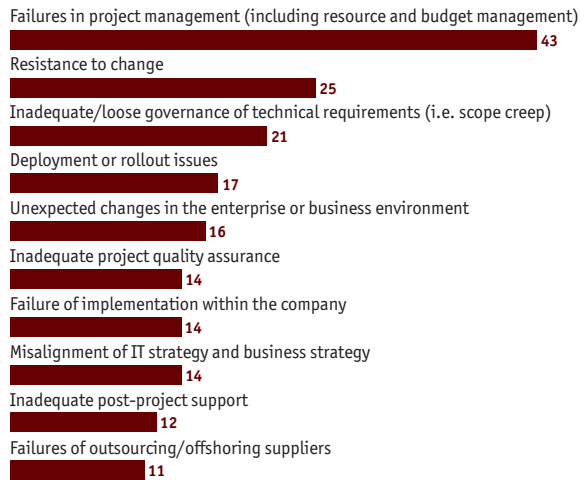 Failures in project management (including resource and budget management)
43
Resistance to change
25
Inadequate/loose governance of technical requirements (i.e. scope creep)
21
Deployment or rollout issues
17
Unexpected changes in the enterprise or business environment
16
Inadequate project quality assurance
14
Failure of implementation within the company
14
Misalignment of IT strategy and business strategy
14
Inadequate post-project support
12
Failures of outsourcing/offshoring suppliers
11